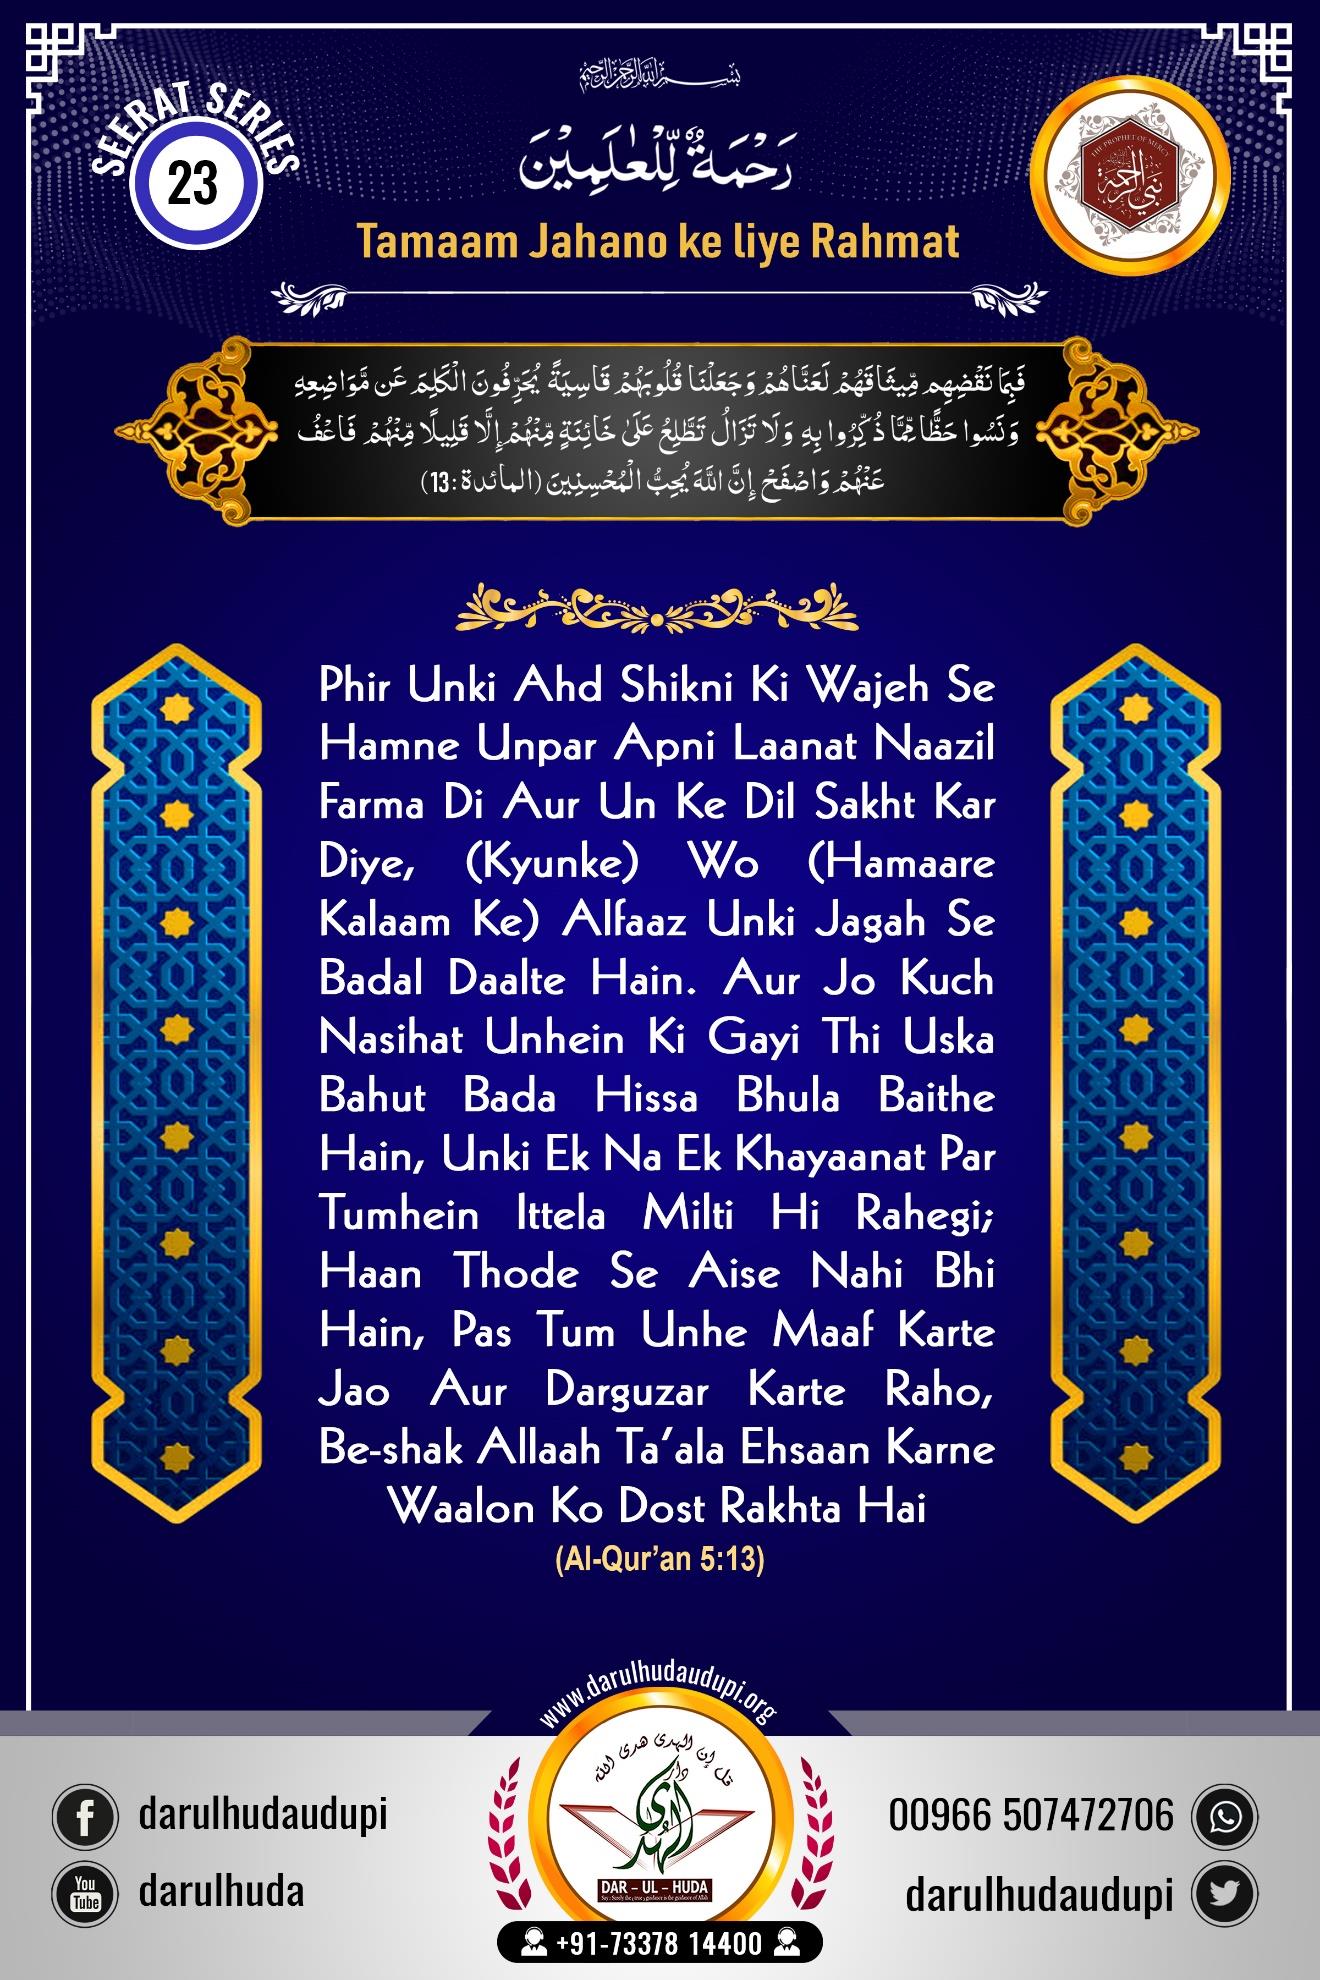 بسم الله الرحمن الرحيم
SEERAT SERIES
23
رَحْمَةٌ لِّلْعٰلَمِيْنَ
THE PROPHET OF MERCY
نبي الرحمة
Tamaam Jahano ke liye Rahmat
فَبِمَا نَقْضِهِم مِّيثَاقَهُمْ لَعَنَّاهُمْ وَجَعَلْنَا قُلُوبَهُمْ قَاسِيَةً يُحَرِّفُونَ الْكَلِمَ عَن مَّوَاضِعِهِ
وَنَسُوا حَظًّا مِّمَّا ذُكِّرُوا بِهِ وَلَا تَزَالُ تَطَّلِعُ عَلَىٰ خَائِنَةٍ مِّنْهُمْ إِلَّا قَلِيلًا مِّنْهُمْ فَاعْفُ
عَنْهُمْ وَاصْفَحْ إِنَّ اللَّهَ يُحِبُّ الْمُحْسِنِينَ (المائدة:13)
Phir Unki Ahd Shikni Ki Wajeh Se
Hamne Unpar Apni Laanat Naazil
Farma Di Aur Un Ke Dil Sakht Kar
Diye, (Kyunke) Wo (Hamaare
Kalaam Ke) Alfaaz Unki Jagah Se
Badal Daalte Hain. Aur Jo Kuch
Nasihat Unhein Ki Gayi Thi Uska
Bahut Bada Hissa Bhula Baithe
Hain, Unki Ek Na Ek Khayaanat Par
Tumhein Ittela Milti Hi Rahegi;
Haan Thode Se Aise Nahi Bhi
Hain, Pas Tum Unhe Maaf Karte
Jao Aur Darguzar Karte Raho,
Be-shak Allaah Ta'ala Ehsaan Karne
Waalon Ko Dost Rakhta Hai
(Al-Qur'an 5:13)
www.darulhudaudupi.org
قل إن الهدى هدى الله
دار الهدى
DAR – UL – HUDA
Say : Surely the true guidance is the guidance of Allah
darulhudaudupi
You Tube darulhuda
00966 507472706
darulhudaudupi
+91-73378 14400